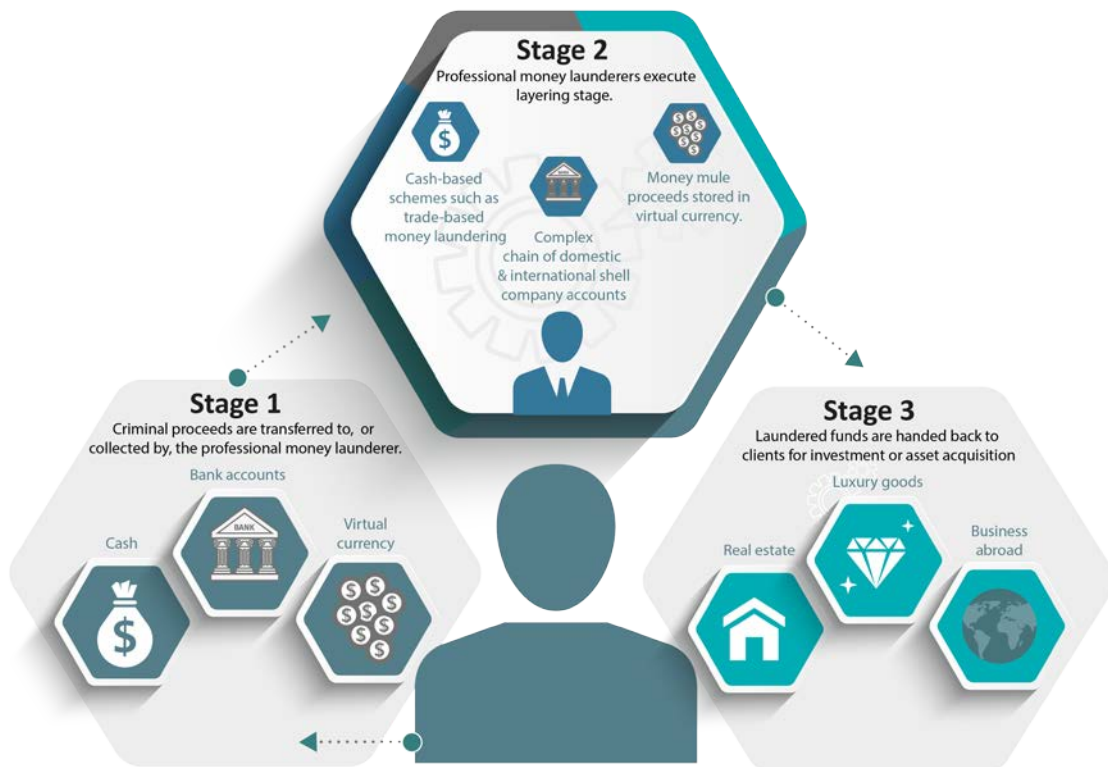 Stage 2
Professional money launderers execute
layering stage.
$
Cash-based
schemes such as
trade-based
money laundering
Complex
chain of domestic
& international shell
company accounts
Money mule
proceeds stored in
virtual currency.
Stage 1
Criminal proceeds are transferred to, or
collected by, the professional money launderer.
Bank accounts
BANK
Cash
$
Virtual
currency
$ $ $ $ $ $ $ $ $ $
Stage 3
Laundered funds are handed back to
clients for investment or asset acquisition
Luxury goods
Real estate
Business
abroad